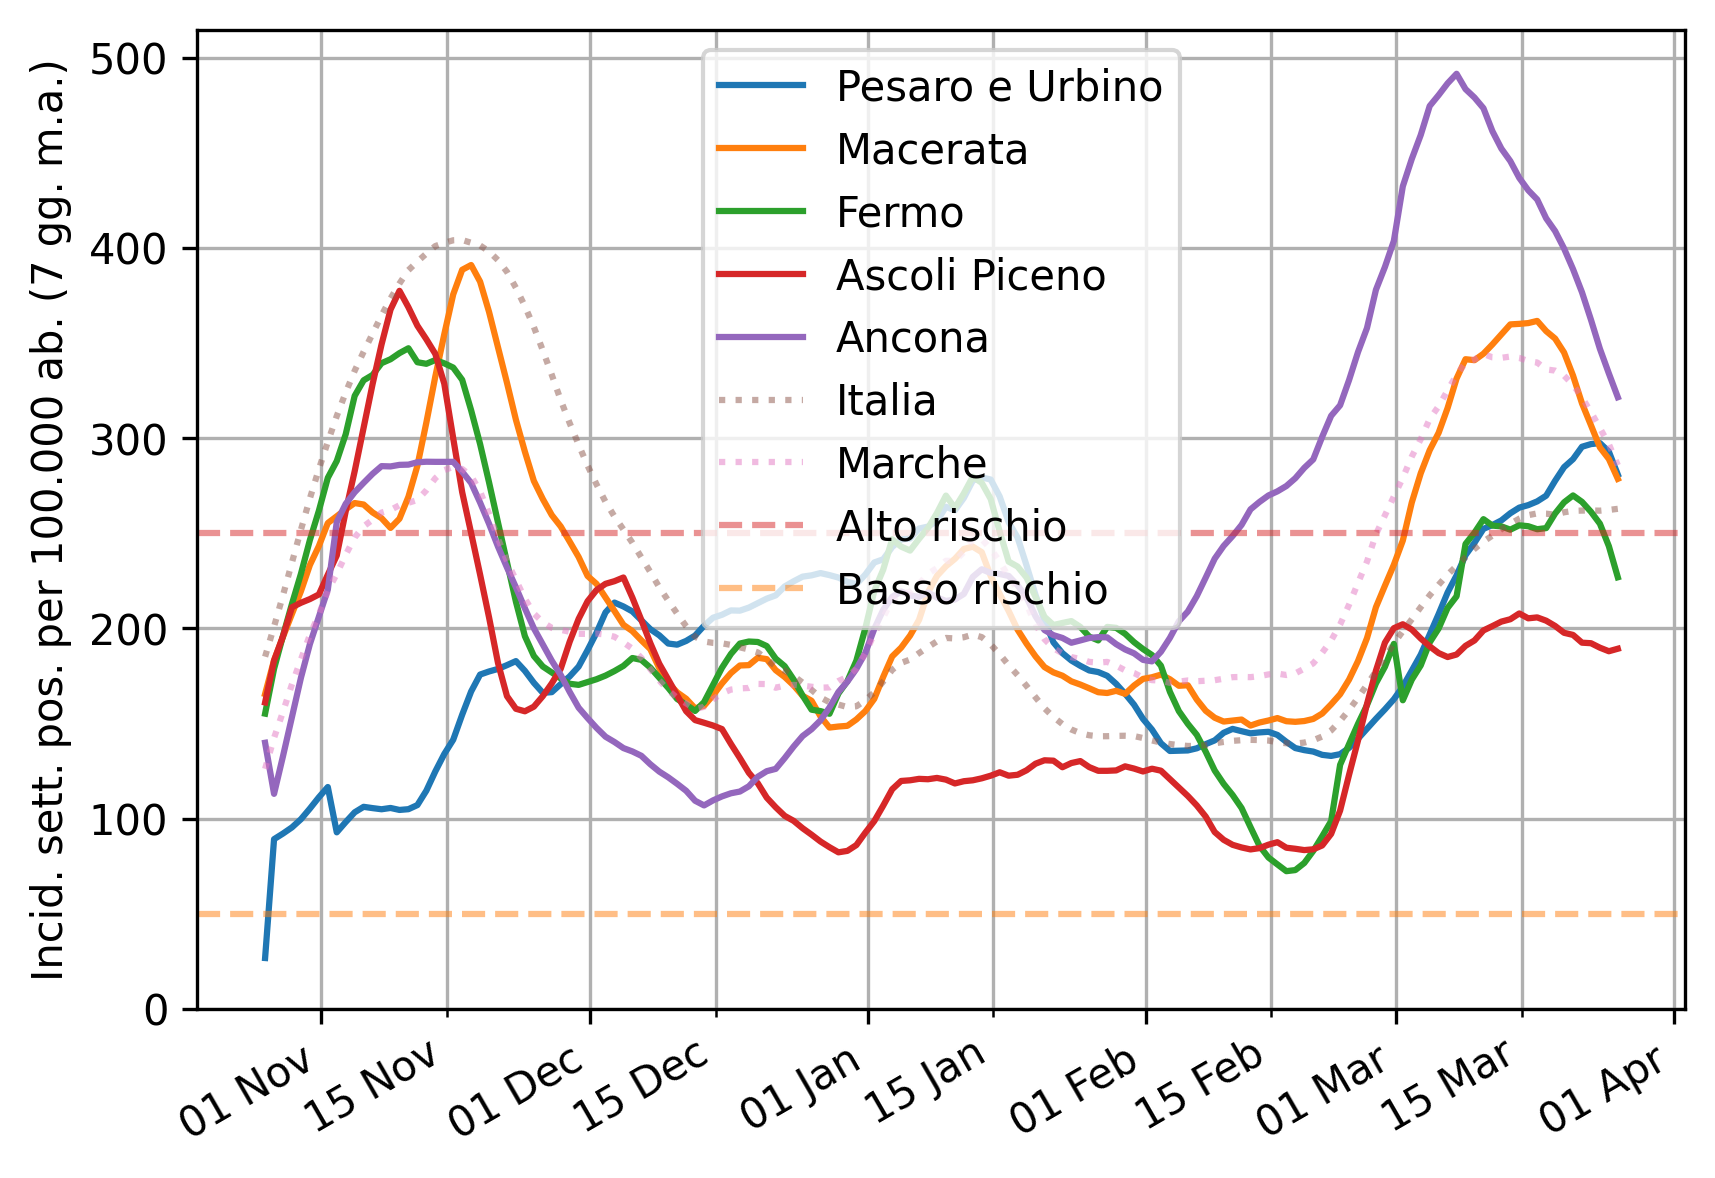 Incid. sett. pos. per 100.000 ab. (7 gg. m.a.)
500
400
300
200
100
0
Pesaro e Urbino
Macerata
Fermo
Ascoli Piceno
Ancona
Italia
Marche
Alto rischio
Basso rischio
01 Nov
15 Nov
01 Dec
15 Dec
01 Jan
15 Jan
01 Feb
15 Feb
01 Mar
15 Mar
01 Apr